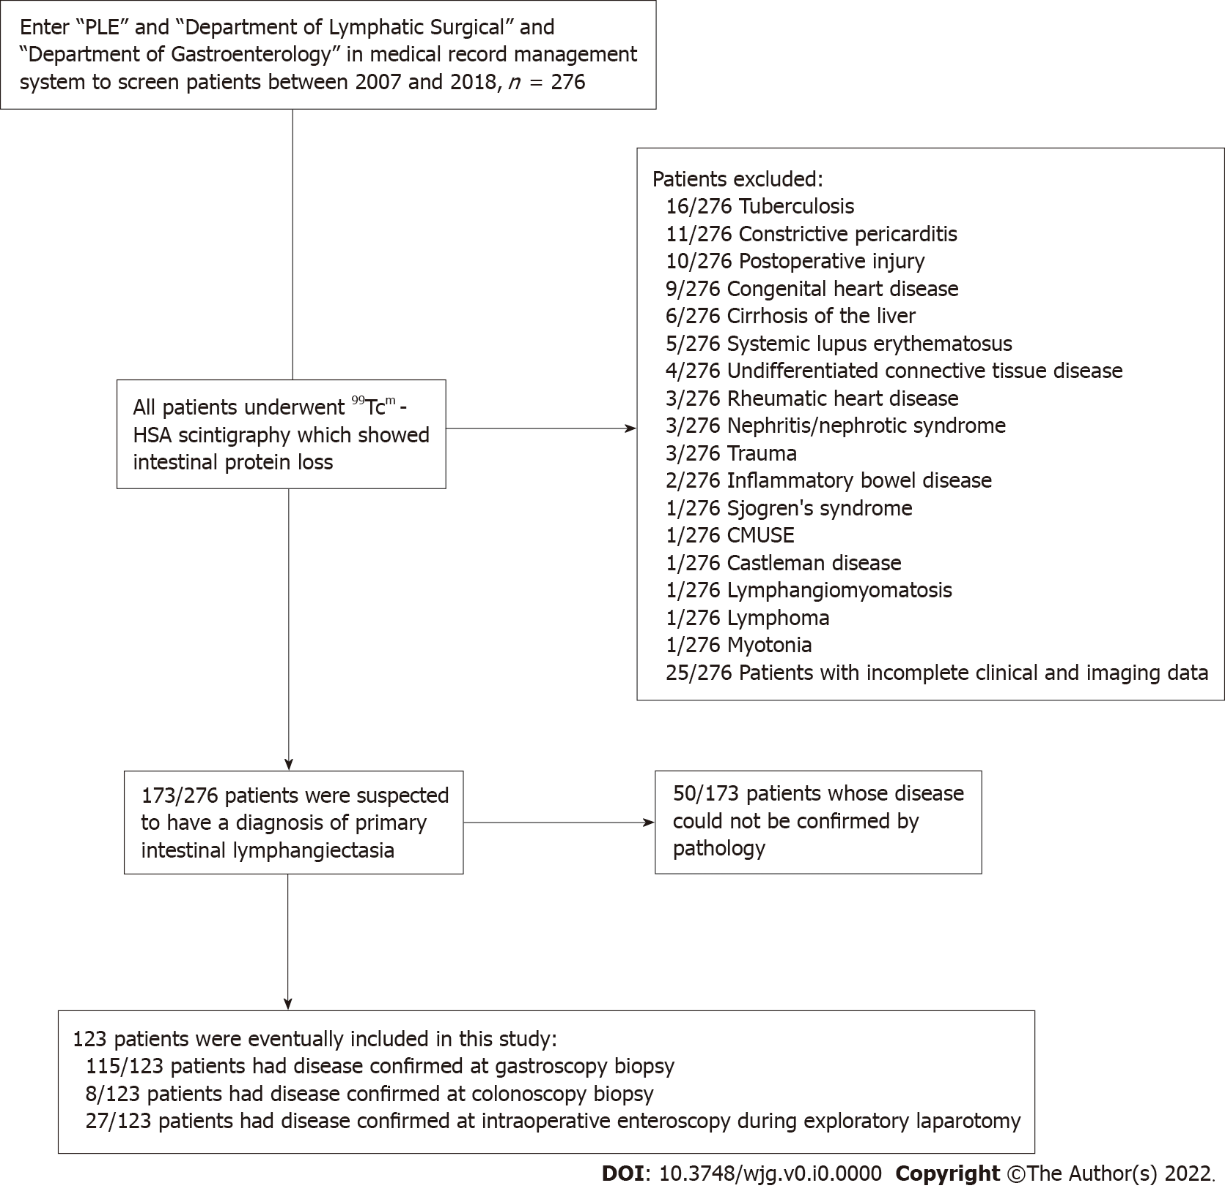 Enter “PLE” and “Department of Lymphatic Surgical” and
“Department of Gastroenterology” in medical record management
system to screen patients between 2007 and 2018, n = 276
Patients excluded:
16/276 Tuberculosis
11/276 Constrictive pericarditis
10/276 Postoperative injury
9/276 Congenital heart disease
6/276 Cirrhosis of the liver
5/276 Systemic lupus erythematosus
4/276 Undifferentiated connective tissue disease
3/276 Rheumatic heart disease
3/276 Nephritis/nephrotic syndrome
3/276 Trauma
2/276 Inflammatory bowel disease
1/276 Sjogren's syndrome
1/276 CMUSE
1/276 Castleman disease
1/276 Lymphangiomyomatosis
1/276 Lymphoma
1/276 Myotonia
25/276 Patients with incomplete clinical and imaging data
All patients underwent ⁹⁹Tcᵐ-
HSA scintigraphy which showed
intestinal protein loss
173/276 patients were suspected
to have a diagnosis of primary
intestinal lymphangiectasia
50/173 patients whose disease
could not be confirmed by
pathology
123 patients were eventually included in this study:
115/123 patients had disease confirmed at gastroscopy biopsy
8/123 patients had disease confirmed at colonoscopy biopsy
27/123 patients had disease confirmed at intraoperative enteroscopy during exploratory laparotomy
DOI: 10.3748/wjg.v0.i0.0000 Copyright ©The Author(s) 2022.